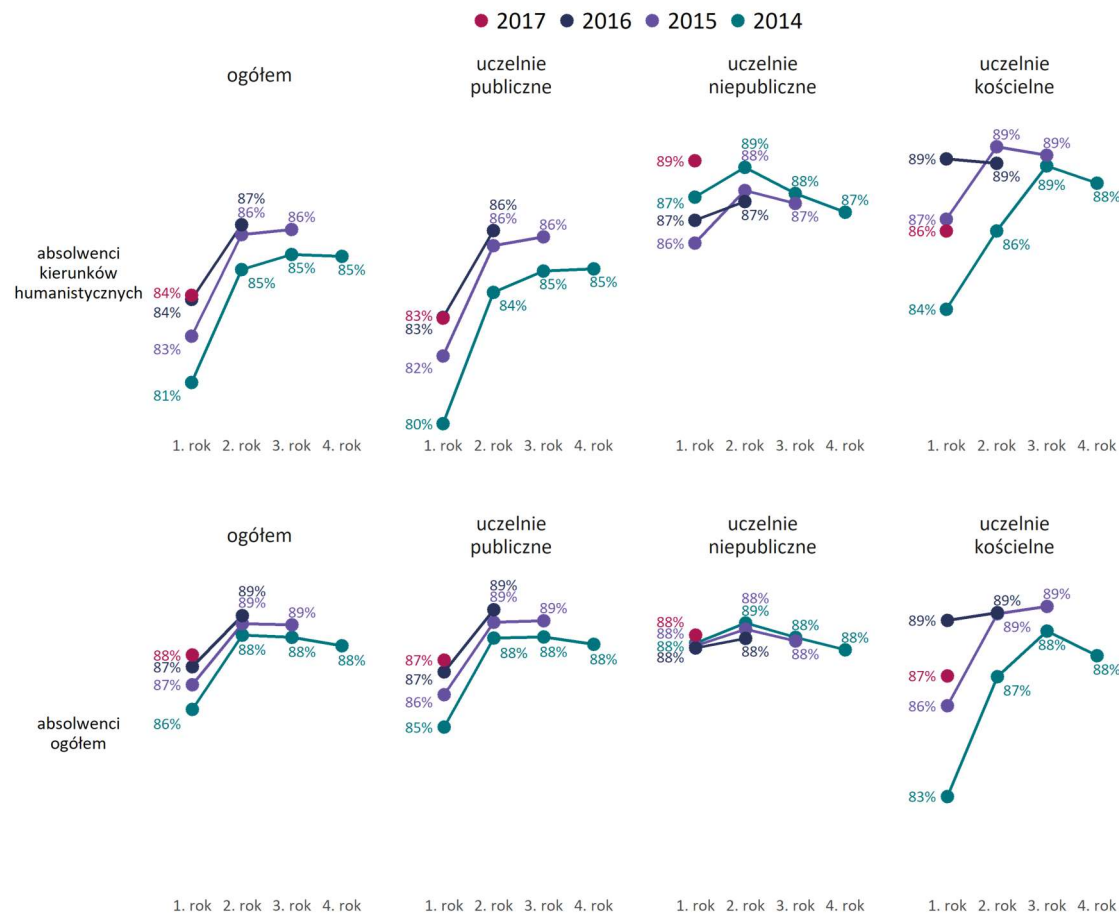 2017 2016 2015 2014
ogółem
uczelnie
publiczne
uczelnie
niepubliczne
uczelnie
kościelne
absolwenci
kierunków
humanistycznych
84%
84%
83%
81%
87%
86%
85%
86%
85%
85%
83%
83%
82%
80%
86%
86%
84%
86%
85%
85%
89%
87%
87%
86%
89%
88%
87%
88%
87%
87%
89%
87%
86%
84%
89%
89%
86%
89%
89%
88%
1. rok 2. rok 3. rok 4. rok
1. rok 2. rok 3. rok 4. rok
1. rok 2. rok 3. rok 4. rok
1. rok 2. rok 3. rok 4. rok
ogółem
uczelnie
publiczne
uczelnie
niepubliczne
uczelnie
kościelne
absolwenci
ogółem
88%
87%
87%
86%
89%
89%
88%
89%
88%
88%
87%
87%
86%
85%
89%
89%
88%
89%
88%
88%
88%
88%
88%
88%
88%
89%
88%
88%
88%
88%
89%
87%
86%
83%
89%
89%
87%
89%
88%
88%
1. rok 2. rok 3. rok 4. rok
1. rok 2. rok 3. rok 4. rok
1. rok 2. rok 3. rok 4. rok
1. rok 2. rok 3. rok 4. rok